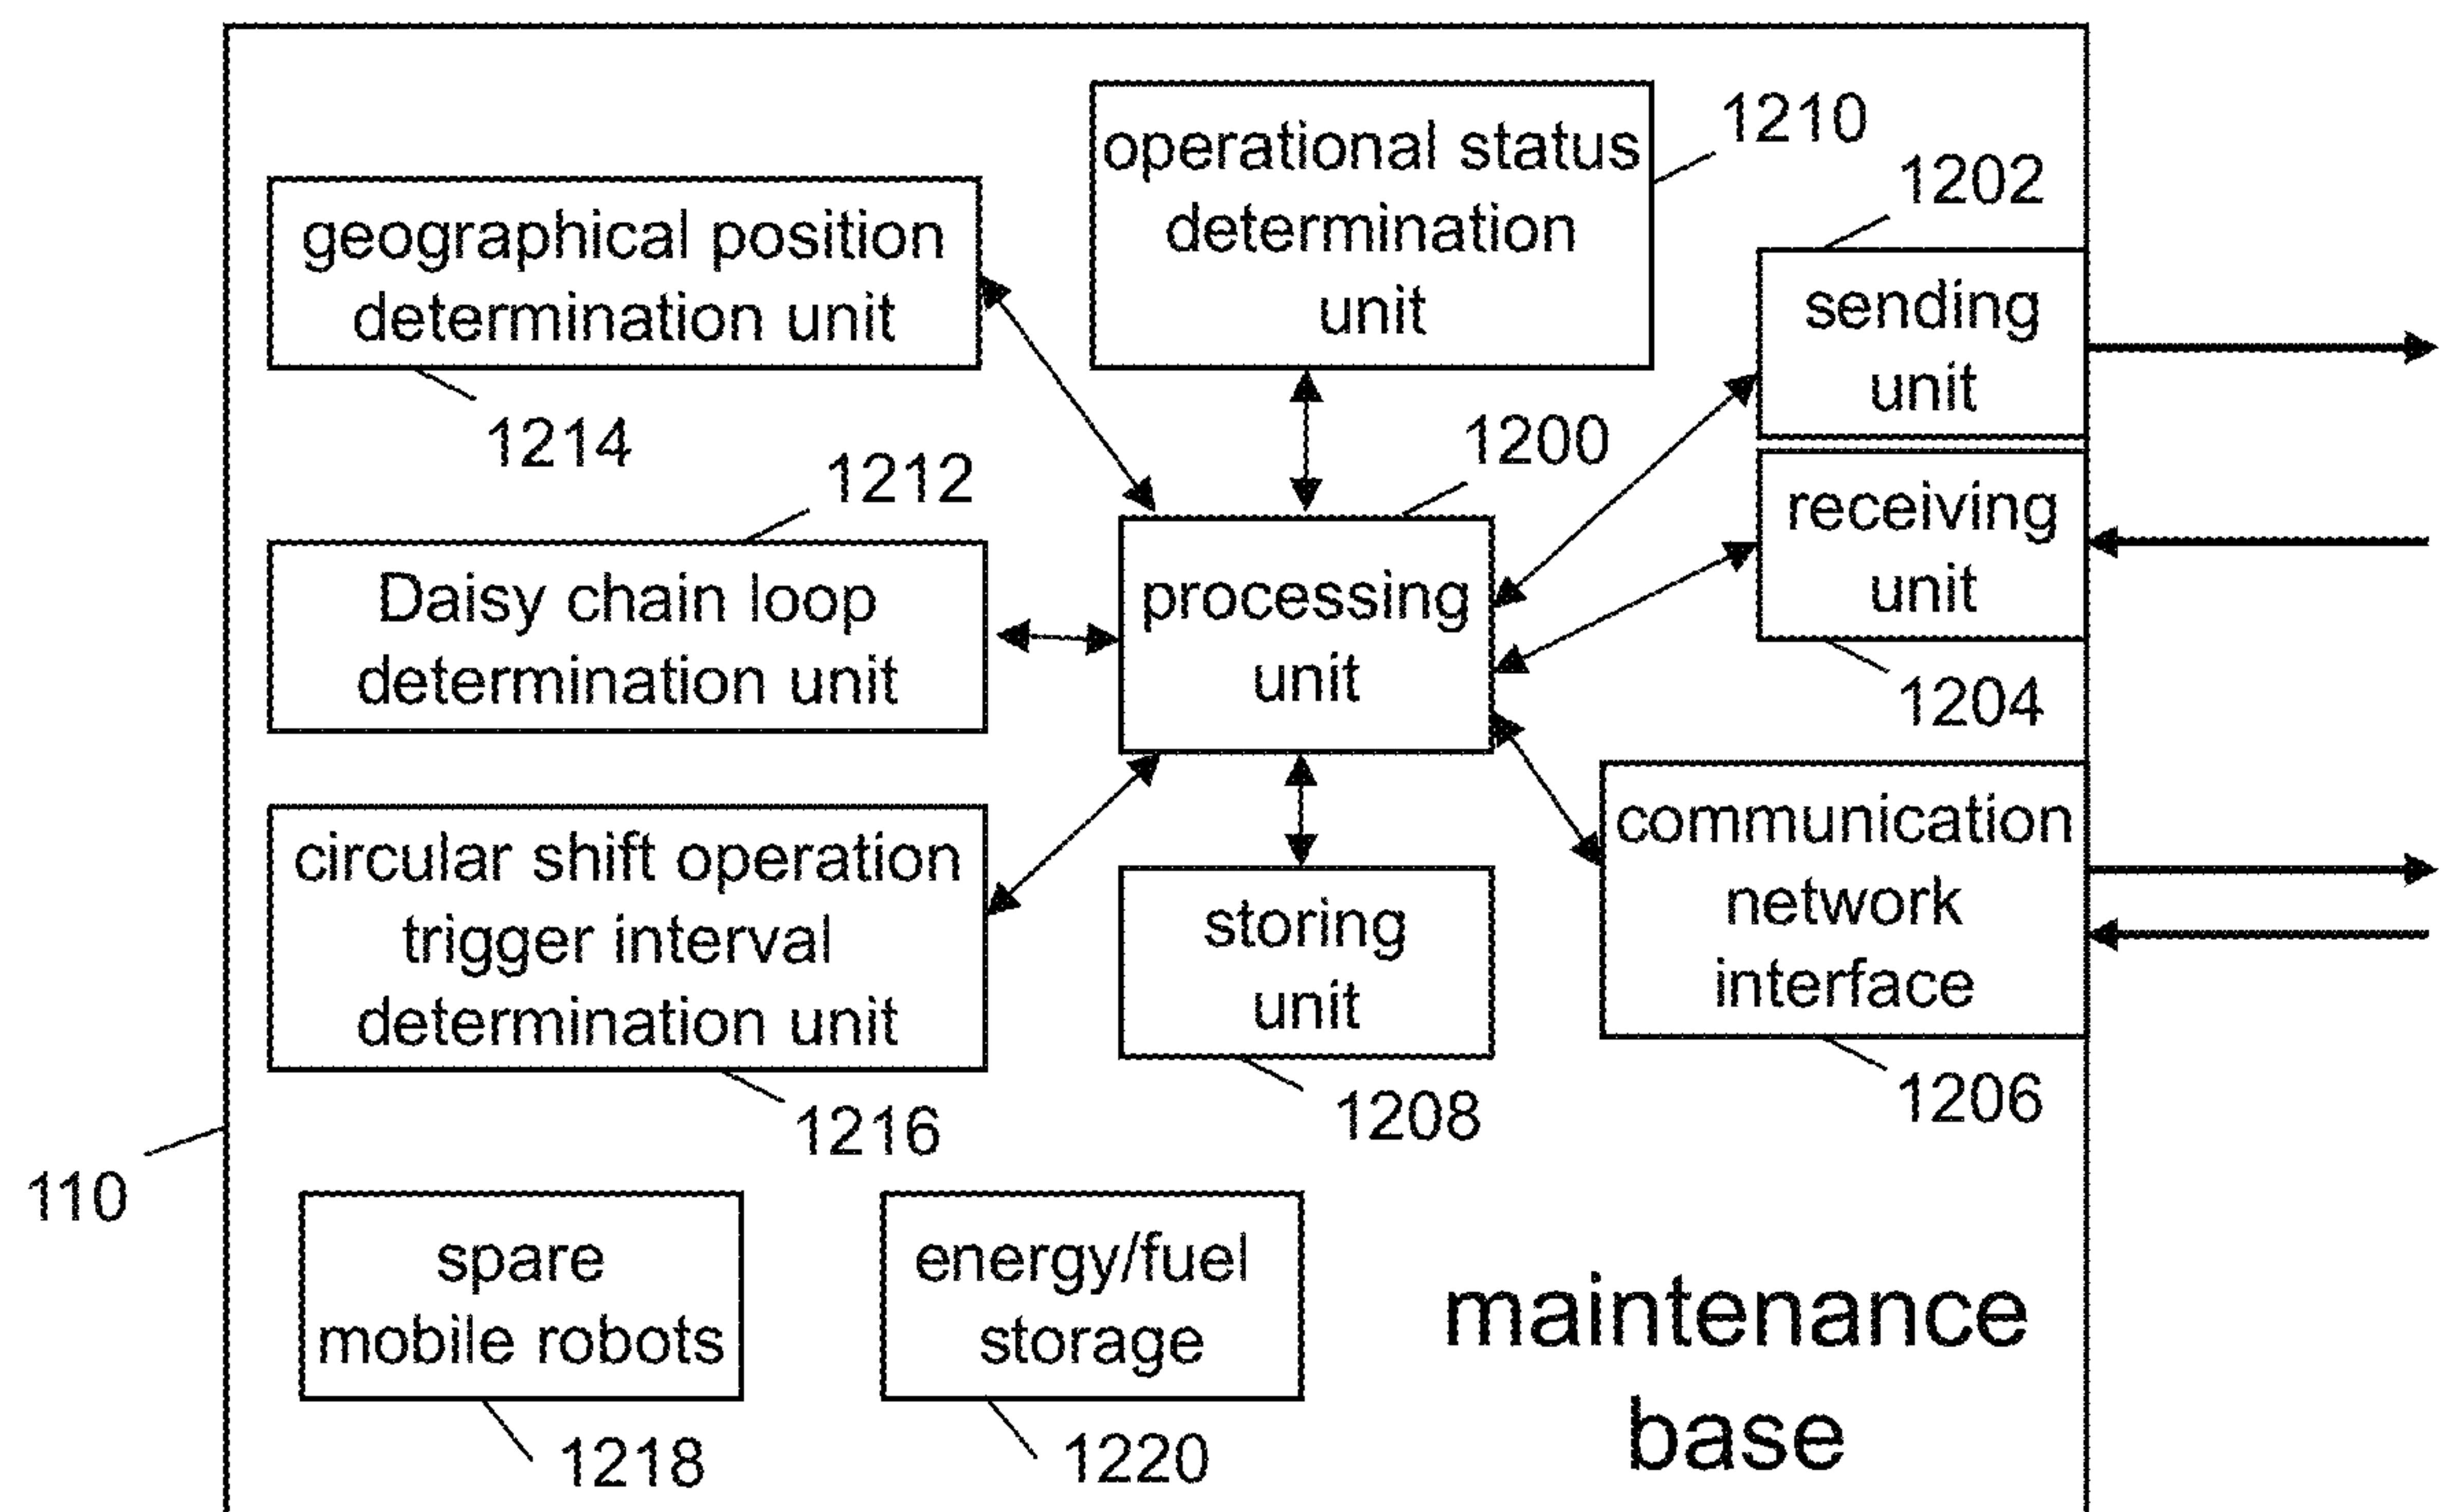 operational status
determination
unit
1210
1202
geographical position
determination unit
1214
sending
unit
1212
1200
receiving
unit
1204
Daisy chain loop
determination unit
processing
unit
circular shift operation
trigger interval
determination unit
1216
storing
unit
1208
communication
network
interface
1206
110
spare
mobile robots
1218
energy/fuel
storage
1220
maintenance
base